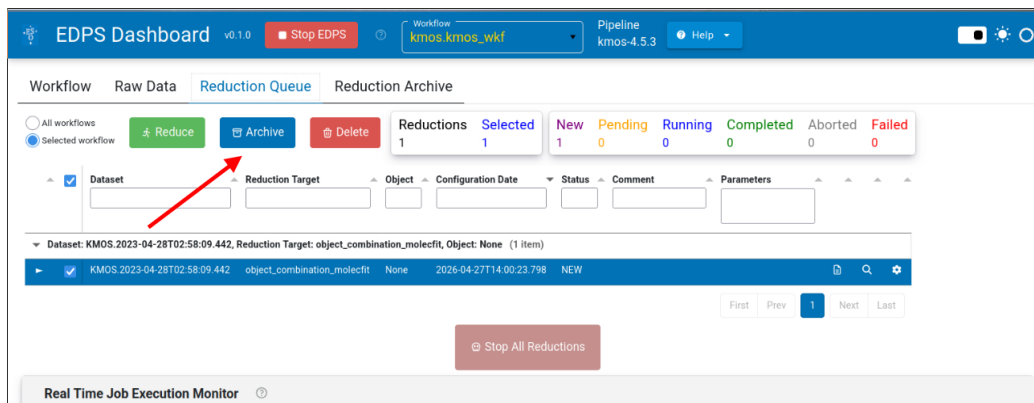 EDPS Dashboard v0.1.0 Stop EDPS Workflow kmos.kmos_wkf Pipeline kmos-4.5.3 Help
Workflow Raw Data Reduction Queue Reduction Archive
All workflows
Selected workflow
Reduce Archive Delete
Reductions Selected New Pending Running Completed Aborted Failed
1 1 1 0 0 0 0 0
Dataset Reduction Target Object Configuration Date Status Comment Parameters
Dataset: KMOS.2023-04-28T02:58:09.442, Reduction Target: object_combination_molecfit, Object: None (1 item)
KMOS.2023-04-28T02:58:09.442 object_combination_molecfit None 2026-04-27T14:00:23.798 NEW
First Prev 1 Next Last
Stop All Reductions
Real Time Job Execution Monitor